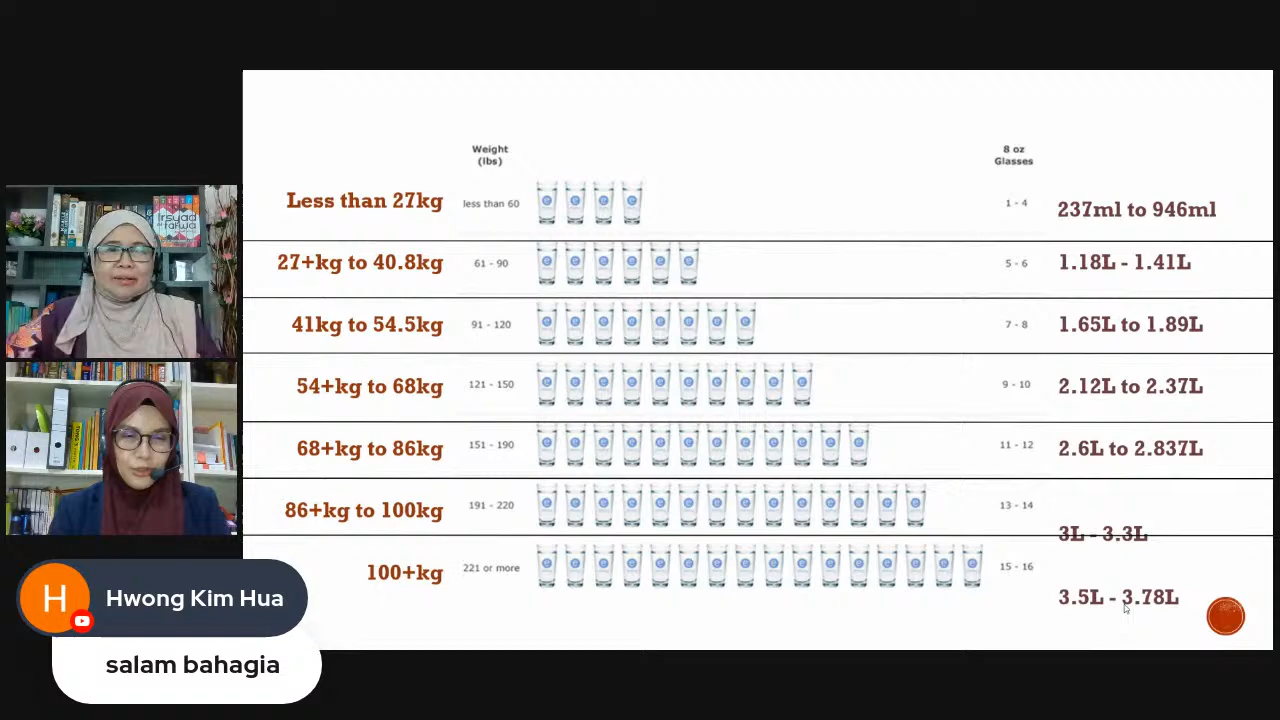 Weight
(lbs)
8 oz
Glasses
Less than 27kg
less than 60
1 - 4
237ml to 946ml
27+kg to 40.8kg
61 - 90
5 - 6
1.18L - 1.41L
41kg to 54.5kg
91 - 120
7 - 8
1.65L to 1.89L
54+kg to 68kg
121 - 150
9 - 10
2.12L to 2.37L
68+kg to 86kg
151 - 190
11 - 12
2.6L to 2.837L
86+kg to 100kg
191 - 220
13 - 14
3L - 3.3L
100+kg
221 or more
15 - 16
3.5L - 3.78L
H
Hwong Kim Hua
salam bahagia